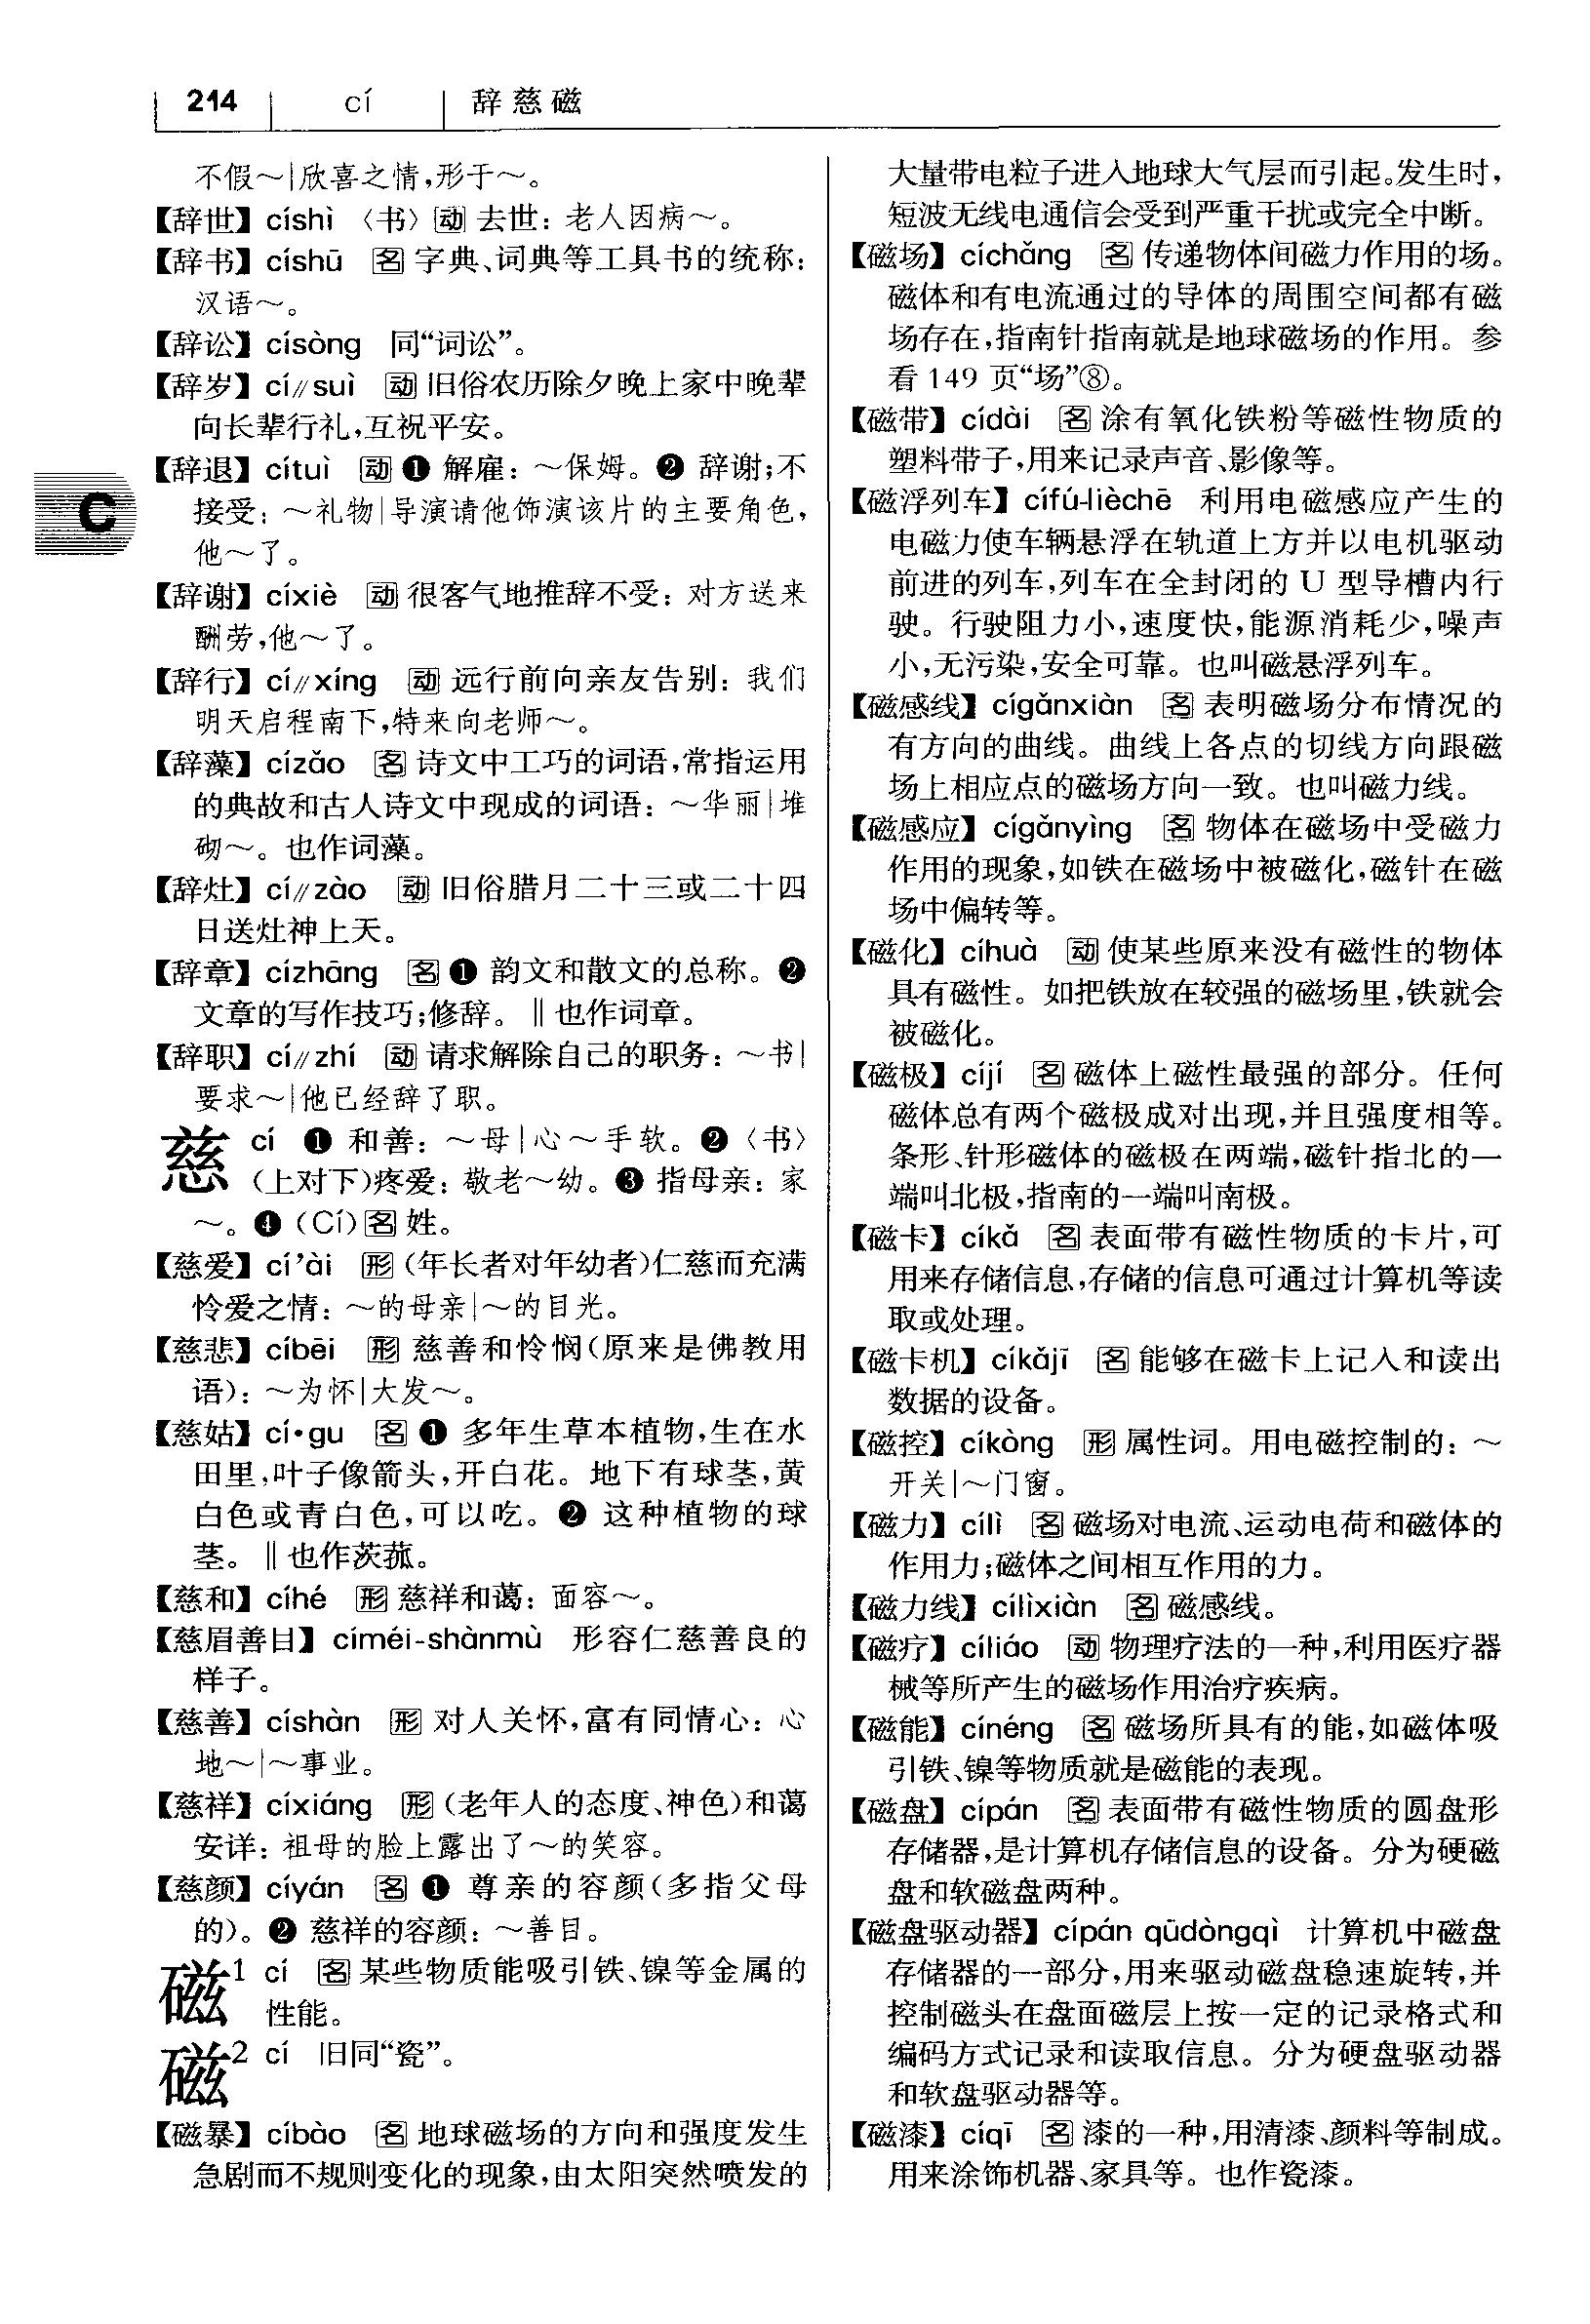 214 cí 辞慈磁
不假～|欣喜之情,形于～。
【辞世】císhì 〈书〉动 去世：老人因病～。
【辞书】císhū 名 字典、词典等工具书的统称：
汉语～。
【辞讼】císòng 同“词讼”。
【辞岁】cí//suì 动 旧俗农历除夕晚上家中晚辈
向长辈行礼,互祝平安。
【辞退】cítuì 动 ❶ 解雇：～保姆。❷ 辞谢;不
接受：～礼物|导演请他饰演该片的主要角色,
他～了。
【辞谢】cíxiè 动 很客气地推辞不受：对方送来
酬劳,他～了。
【辞行】cí//xíng 动 远行前向亲友告别：我们
明天启程南下,特来向老师～。
【辞藻】cízǎo 名 诗文中工巧的词语,常指运用
的典故和古人诗文中现成的词语：～华丽|堆
砌～。也作词藻。
【辞灶】cí//zào 动 旧俗腊月二十三或二十四
日送灶神上天。
【辞章】cízhāng 名 ❶ 韵文和散文的总称。❷
文章的写作技巧;修辞。‖也作词章。
【辞职】cí//zhí 动 请求解除自己的职务：～书|
要求～|他已经辞了职。
慈 cí ❶ 和善：～母|心～手软。❷〈书〉
(上对下)疼爱：敬老～幼。❸ 指母亲：家
～。❹ (Cí)名 姓。
【慈爱】cí’ài 形 (年长者对年幼者)仁慈而充满
怜爱之情：～的母亲|～的目光。
【慈悲】cíbēi 形 慈善和怜悯(原来是佛教用
语)：～为怀|大发～。
【慈姑】cí·gu 名 ❶ 多年生草本植物,生在水
田里,叶子像箭头,开白花。地下有球茎,黄
白色或青白色,可以吃。❷ 这种植物的球
茎。‖也作茨菰。
【慈和】cíhé 形 慈祥和蔼：面容～。
【慈眉善目】címéi-shànmù 形容仁慈善良的
样子。
【慈善】císhàn 形 对人关怀,富有同情心：心
地～|～事业。
【慈祥】cíxiáng 形 (老年人的态度、神色)和蔼
安详：祖母的脸上露出了～的笑容。
【慈颜】cíyán 名 ❶ 尊亲的容颜(多指父母
的)。❷ 慈祥的容颜：～善目。
磁1 cí 名 某些物质能吸引铁、镍等金属的
性能。
磁2 cí 旧同“瓷”。
【磁暴】cíbào 名 地球磁场的方向和强度发生
急剧而不规则变化的现象,由太阳突然喷发的
C
大量带电粒子进入地球大气层而引起。发生时,
短波无线电通信会受到严重干扰或完全中断。
【磁场】cíchǎng 名 传递物体间磁力作用的场。
磁体和有电流通过的导体的周围空间都有磁
场存在,指南针指南就是地球磁场的作用。参
看 149 页“场”⑧。
【磁带】cídài 名 涂有氧化铁粉等磁性物质的
塑料带子,用来记录声音、影像等。
【磁浮列车】cífú-lièchē 利用电磁感应产生的
电磁力使车辆悬浮在轨道上方并以电机驱动
前进的列车,列车在全封闭的 U 型导槽内行
驶。行驶阻力小,速度快,能源消耗少,噪声
小,无污染,安全可靠。也叫磁悬浮列车。
【磁感线】cígǎnxiàn 名 表明磁场分布情况的
有方向的曲线。曲线上各点的切线方向跟磁
场上相应点的磁场方向一致。也叫磁力线。
【磁感应】cígǎnyìng 名 物体在磁场中受磁力
作用的现象,如铁在磁场中被磁化,磁针在磁
场中偏转等。
【磁化】cíhuà 动 使某些原来没有磁性的物体
具有磁性。如把铁放在较强的磁场里,铁就会
被磁化。
【磁极】cíjí 名 磁体上磁性最强的部分。任何
磁体总有两个磁极成对出现,并且强度相等。
条形、针形磁体的磁极在两端,磁针指北的一
端叫北极,指南的一端叫南极。
【磁卡】cíkǎ 名 表面带有磁性物质的卡片,可
用来存储信息,存储的信息可通过计算机等读
取或处理。
【磁卡机】cíkǎjī 名 能够在磁卡上记入和读出
数据的设备。
【磁控】cíkòng 形 属性词。用电磁控制的：～
开关|～门窗。
【磁力】cílì 名 磁场对电流、运动电荷和磁体的
作用力;磁体之间相互作用的力。
【磁力线】cílìxiàn 名 磁感线。
【磁疗】cíliáo 动 物理疗法的一种,利用医疗器
械等所产生的磁场作用治疗疾病。
【磁能】cínéng 名 磁场所具有的能,如磁体吸
引铁、镍等物质就是磁能的表现。
【磁盘】cípán 名 表面带有磁性物质的圆盘形
存储器,是计算机存储信息的设备。分为硬磁
盘和软磁盘两种。
【磁盘驱动器】cípán qūdòngqì 计算机中磁盘
存储器的一部分,用来驱动磁盘稳速旋转,并
控制磁头在盘面磁层上按一定的记录格式和
编码方式记录和读取信息。分为硬盘驱动器
和软盘驱动器等。
【磁漆】cíqī 名 漆的一种,用清漆、颜料等制成。
用来涂饰机器、家具等。也作瓷漆。